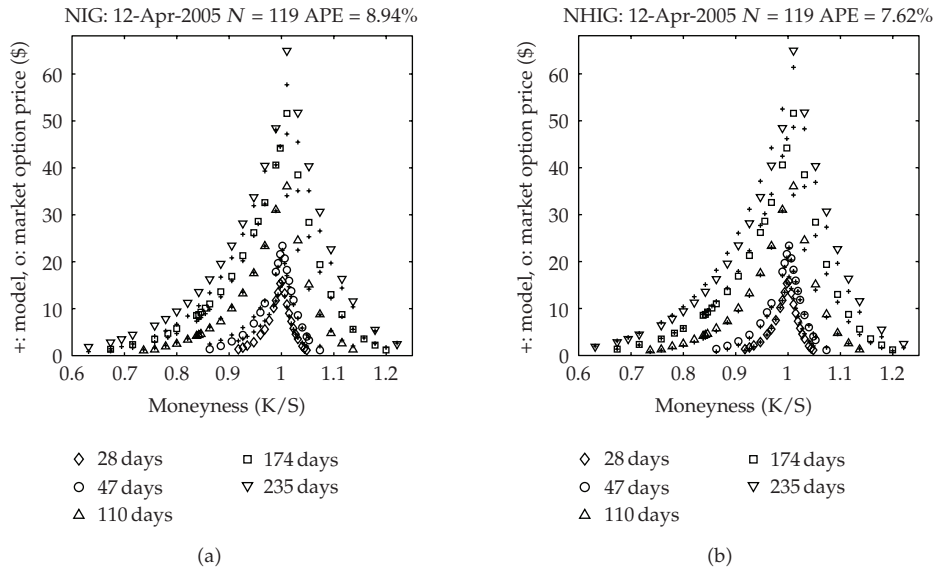 NIG: 12-Apr-2005 N = 119 APE = 8.94%
+: model, o: market option price ($)
60
50
40
30
20
10
0
0.6 0.7 0.8 0.9 1 1.1 1.2
Moneyness (K/S)
28 days
47 days
110 days
174 days
235 days
(a)
NHIG: 12-Apr-2005 N = 119 APE = 7.62%
+: model, o: market option price ($)
60
50
40
30
20
10
0
0.6 0.7 0.8 0.9 1 1.1 1.2
Moneyness (K/S)
28 days
47 days
110 days
174 days
235 days
(b)